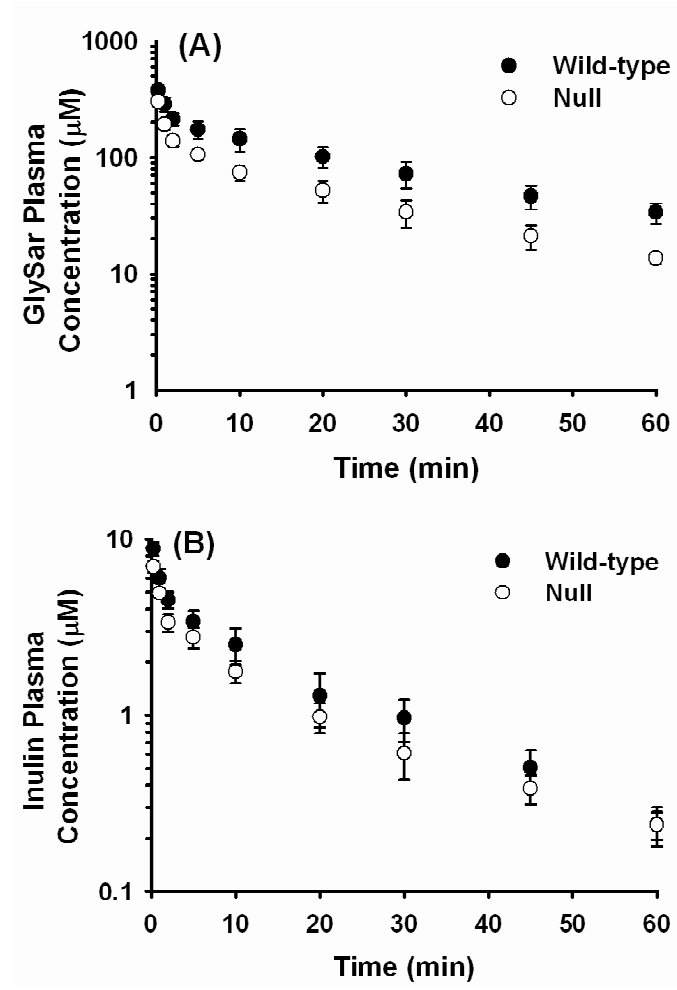 (A)
Wild-type
Null
1000
100
10
1
GlySar Plasma
Concentration (μM)
0 10 20 30 40 50 60
Time (min)
(B)
Wild-type
Null
10
1
0.1
Inulin Plasma
Concentration (μM)
0 10 20 30 40 50 60
Time (min)